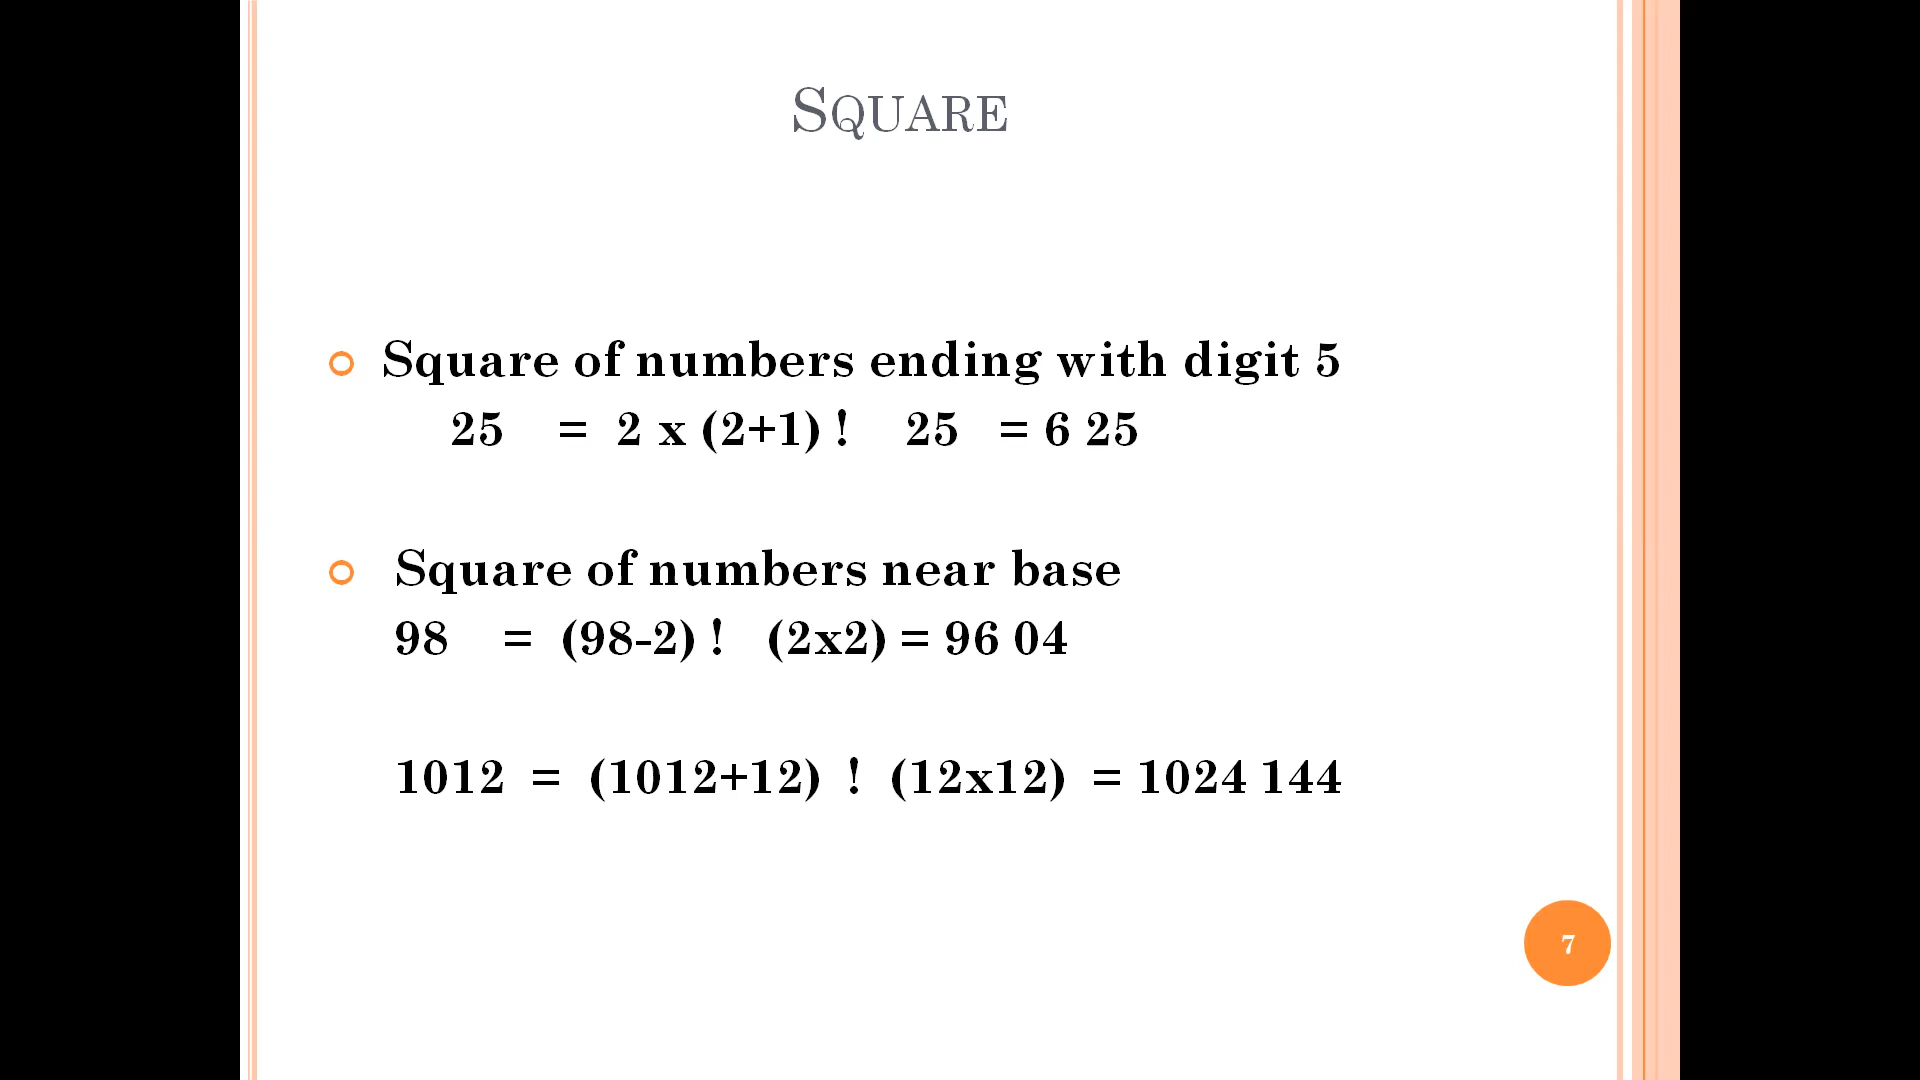 SQUARE
Square of numbers ending with digit 5
25 = 2 x (2+1) ! 25 = 6 25
Square of numbers near base
98 = (98-2) ! (2x2) = 96 04
1012 = (1012+12) ! (12x12) = 1024 144
7